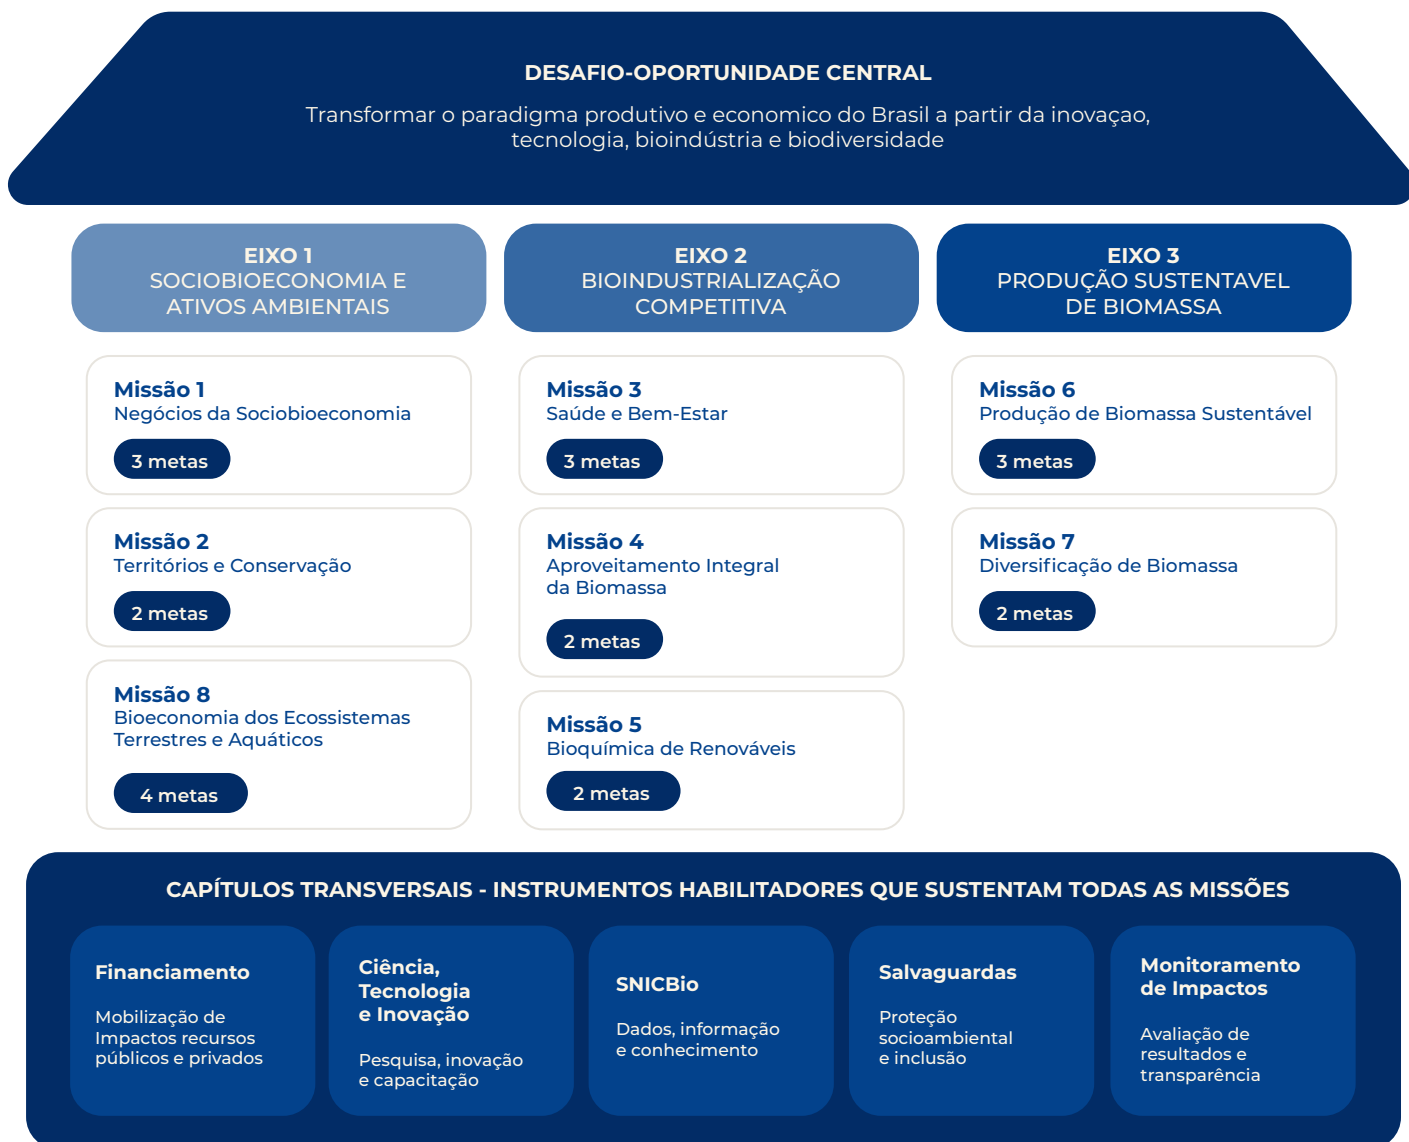 DESAFIO-OPORTUNIDADE CENTRAL
Transformar o paradigma produtivo e economico do Brasil a partir da inovaçao,
tecnologia, bioindústria e biodiversidade
EIXO 1
SOCIOBIOECONOMIA E
ATIVOS AMBIENTAIS
Missão 1
Negócios da Sociobioeconomia
3 metas
Missão 2
Territórios e Conservação
2 metas
Missão 8
Bioeconomia dos Ecossistemas
Terrestres e Aquáticos
4 metas
EIXO 2
BIOINDUSTRIALIZAÇÃO
COMPETITIVA
Missão 3
Saúde e Bem-Estar
3 metas
Missão 4
Aproveitamento Integral
da Biomassa
2 metas
Missão 5
Bioquímica de Renováveis
2 metas
EIXO 3
PRODUÇÃO SUSTENTAVEL
DE BIOMASSA
Missão 6
Produção de Biomassa Sustentável
3 metas
Missão 7
Diversificação de Biomassa
2 metas
CAPÍTULOS TRANSVERSAIS - INSTRUMENTOS HABILITADORES QUE SUSTENTAM TODAS AS MISSÕES
Financiamento
Mobilização de
Impactos recursos
públicos e privados
Ciência,
Tecnologia
e Inovação
Pesquisa, inovação
e capacitação
SNICBio
Dados, informação
e conhecimento
Salvaguardas
Proteção
socioambiental
e inclusão
Monitoramento
de Impactos
Avaliação de
resultados e
transparência